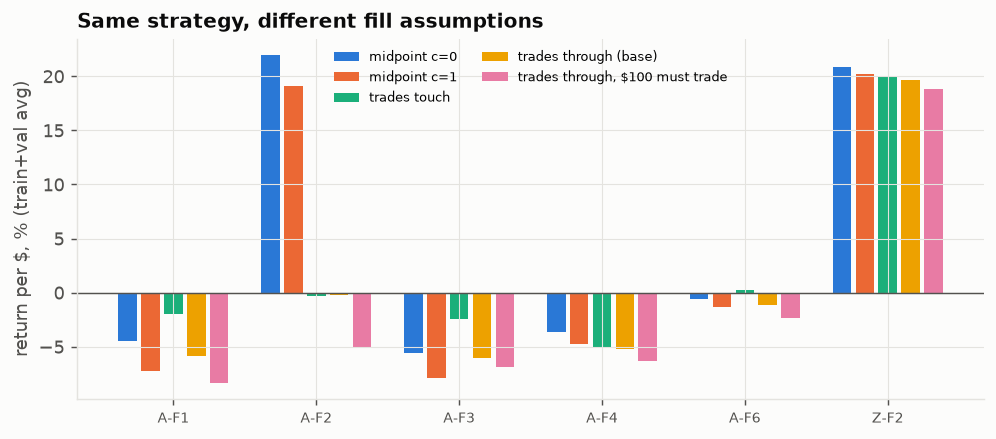 Same strategy, different fill assumptions
midpoint c=0
midpoint c=1
trades touch
trades through (base)
trades through, $100 must trade
return per $, % (train+val avg)
20
15
10
5
0
−5
A-F1
A-F2
A-F3
A-F4
A-F6
Z-F2